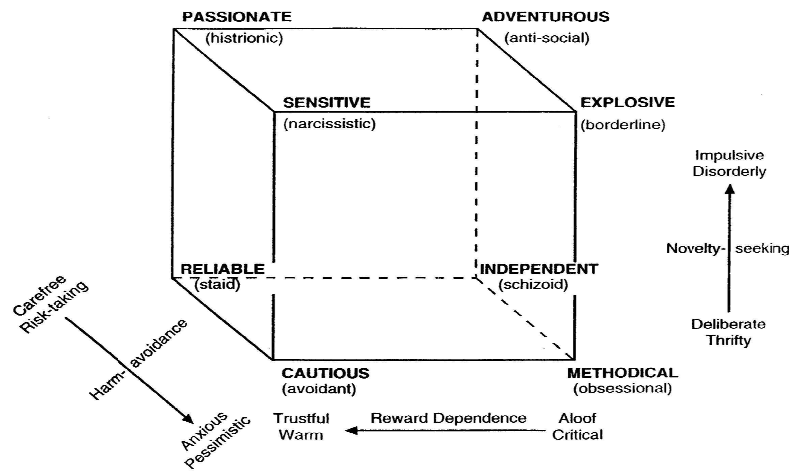 PASSIONATE
(histrionic)
ADVENTUROUS
(anti-social)
SENSITIVE
(narcissistic)
EXPLOSIVE
(borderline)
Impulsive
Disorderly
Novelty- seeking
Deliberate
Thrifty
RELIABLE
(staid)
INDEPENDENT
(schizoid)
Carefree
Risk-taking
Harm- avoidance
Anxious
Pessimistic
CAUTIOUS
(avoidant)
METHODICAL
(obsessional)
Trustful
Warm
Reward Dependence
Aloof
Critical